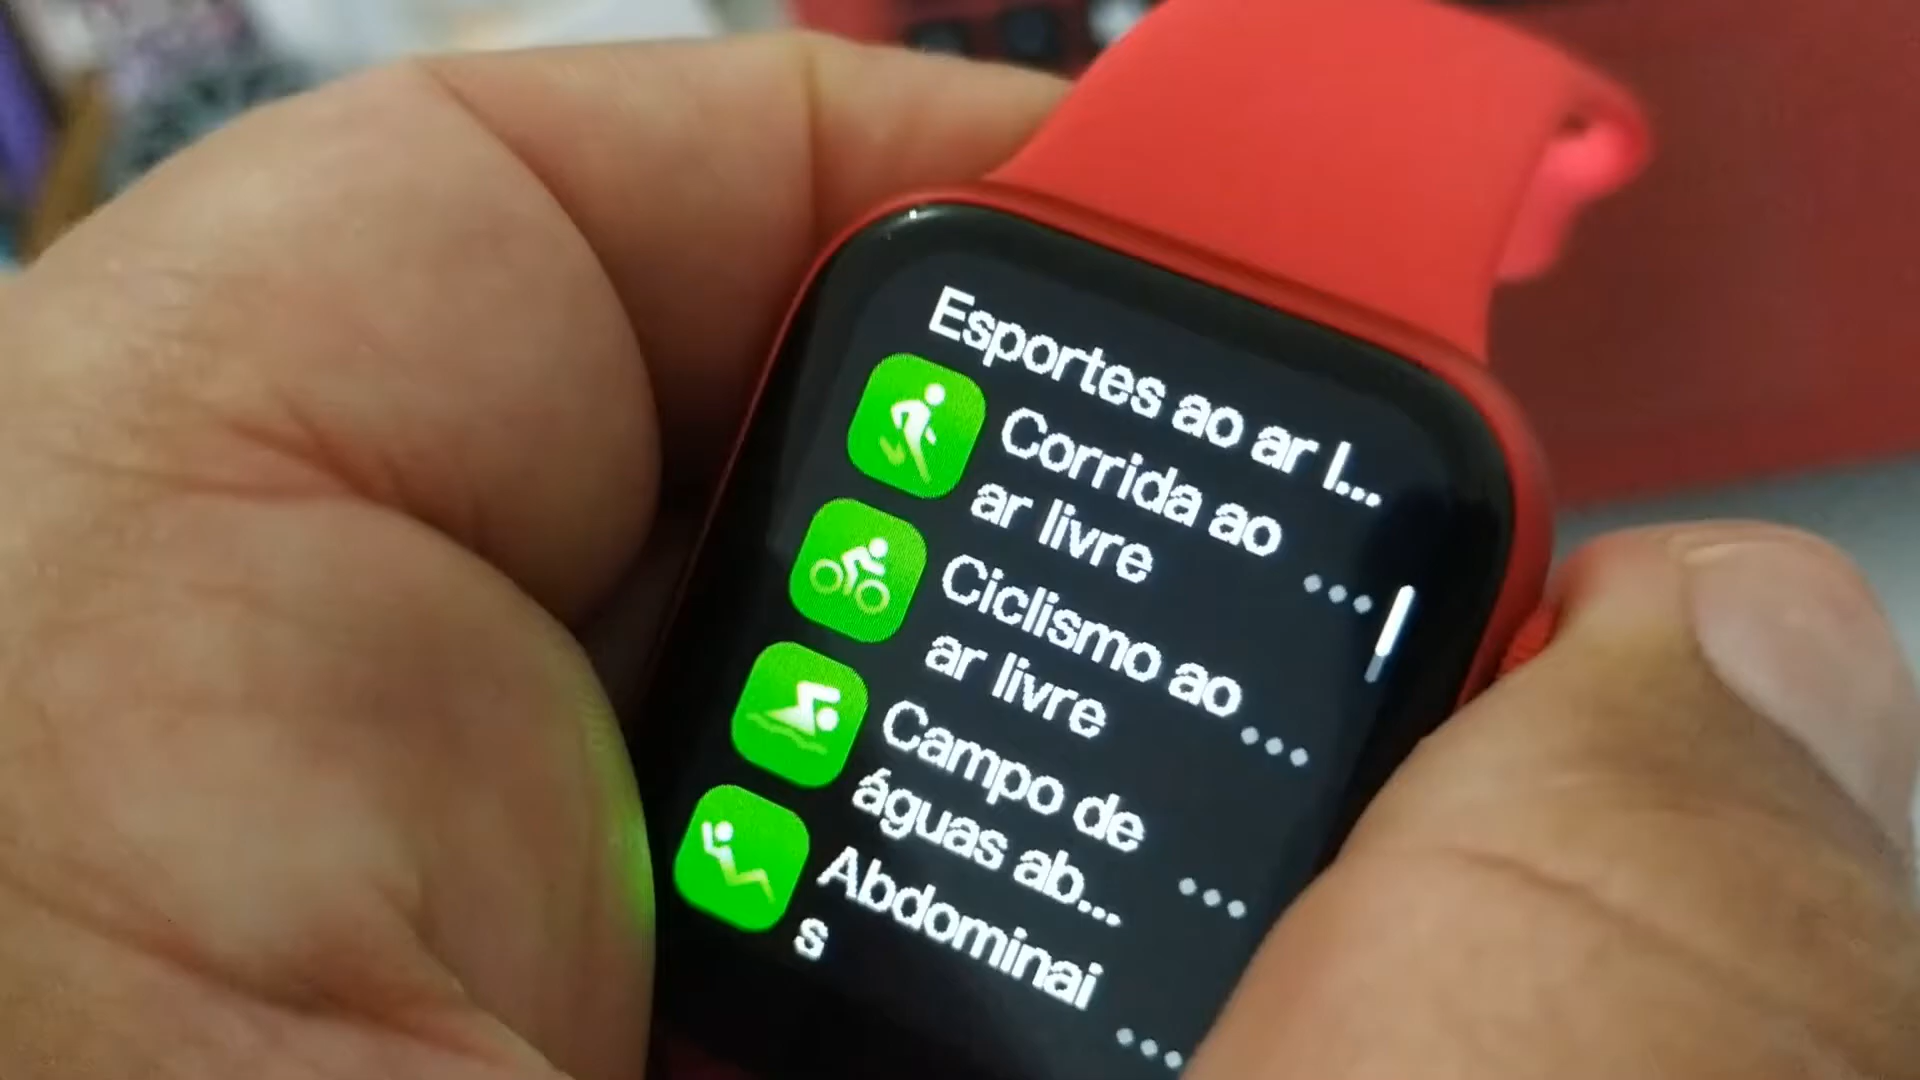 Esportes ao ar l...
Corrida ao
ar livre
Ciclismo ao
ar livre
Campo de
águas ab...
Abdominai
s